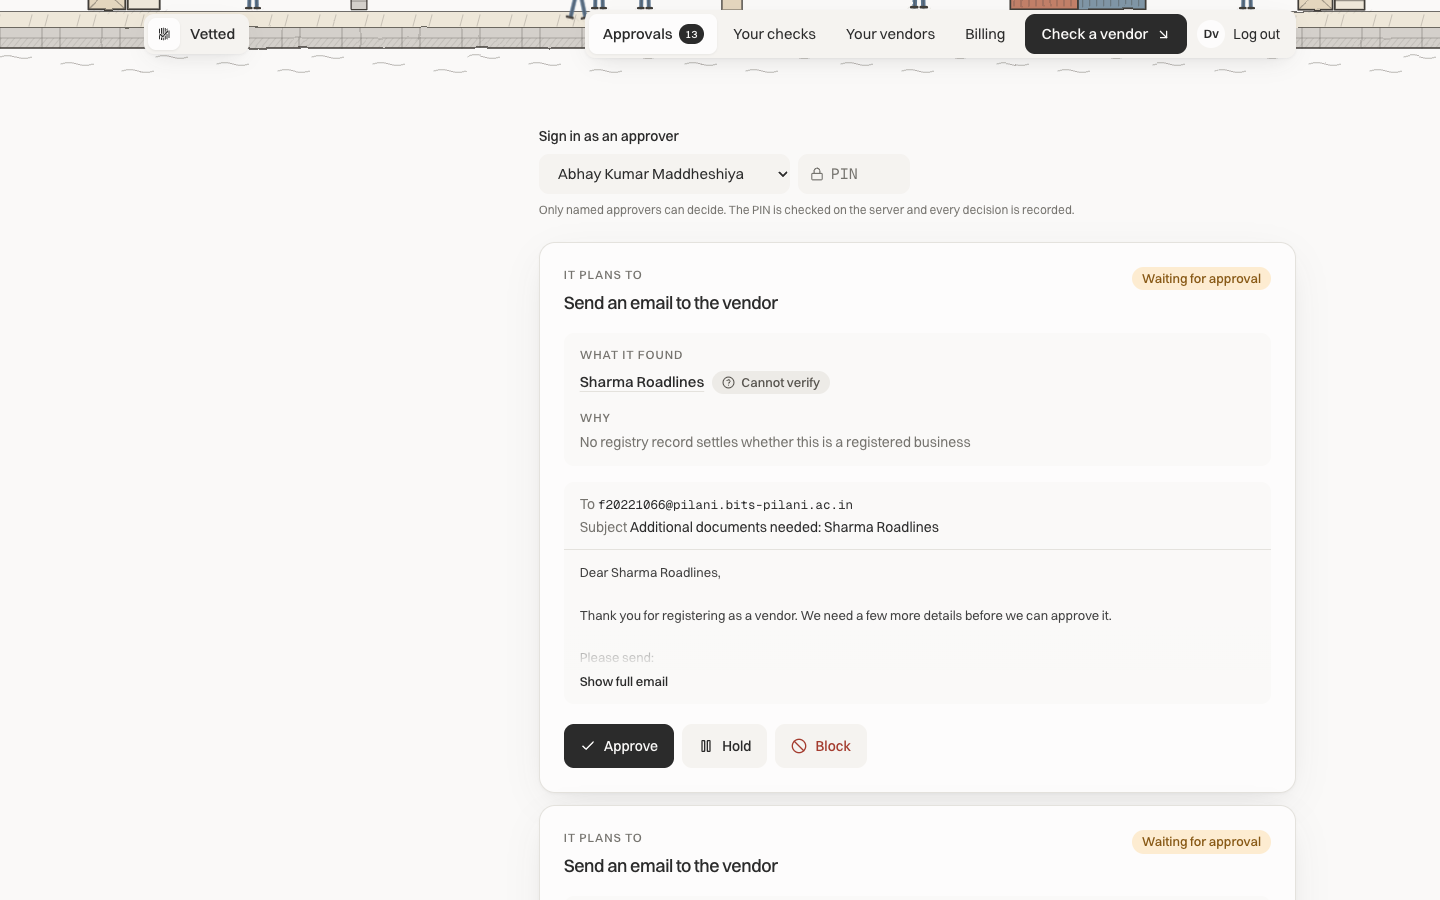 Vetted
Approvals 13
Your checks
Your vendors
Billing
Check a vendor
Dv
Log out
Sign in as an approver
Abhay Kumar Maddheshiya
PIN
Only named approvers can decide. The PIN is checked on the server and every decision is recorded.
IT PLANS TO
Waiting for approval
Send an email to the vendor
WHAT IT FOUND
Sharma Roadlines
Cannot verify
WHY
No registry record settles whether this is a registered business
To f20221066@pilani.bits-pilani.ac.in
Subject Additional documents needed: Sharma Roadlines
Dear Sharma Roadlines,
Thank you for registering as a vendor. We need a few more details before we can approve it.
Please send:
Show full email
Approve
Hold
Block
IT PLANS TO
Waiting for approval
Send an email to the vendor